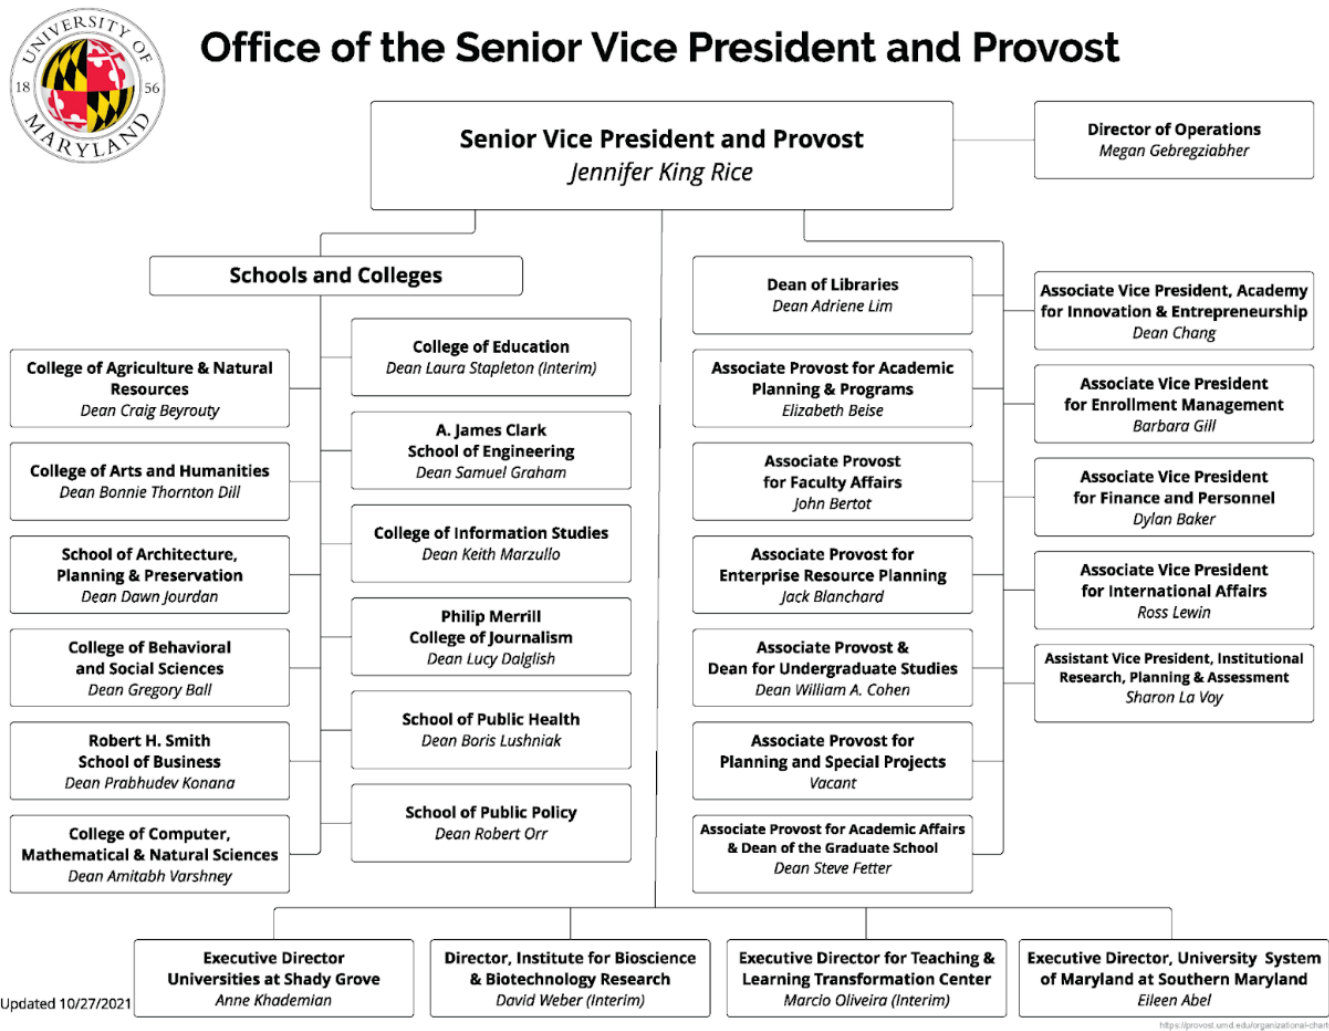 UNIVERSITY OF
18 56
MARYLAND
Office of the Senior Vice President and Provost
Senior Vice President and Provost
Jennifer King Rice
Director of Operations
Megan Gebregziabher
Schools and Colleges
College of Agriculture & Natural
Resources
Dean Craig Beyrouty
College of Arts and Humanities
Dean Bonnie Thornton Dill
School of Architecture,
Planning & Preservation
Dean Dawn Jourdan
College of Behavioral
and Social Sciences
Dean Gregory Ball
Robert H. Smith
School of Business
Dean Prabhudev Konana
College of Computer,
Mathematical & Natural Sciences
Dean Amitabh Varshney
College of Education
Dean Laura Stapleton (Interim)
A. James Clark
School of Engineering
Dean Samuel Graham
College of Information Studies
Dean Keith Marzullo
Philip Merrill
College of Journalism
Dean Lucy Dalglish
School of Public Health
Dean Boris Lushniak
School of Public Policy
Dean Robert Orr
Dean of Libraries
Dean Adriene Lim
Associate Provost for Academic
Planning & Programs
Elizabeth Beise
Associate Provost
for Faculty Affairs
John Bertot
Associate Provost for
Enterprise Resource Planning
Jack Blanchard
Associate Provost &
Dean for Undergraduate Studies
Dean William A. Cohen
Associate Provost for
Planning and Special Projects
Vacant
Associate Provost for Academic Affairs
& Dean of the Graduate School
Dean Steve Fetter
Associate Vice President, Academy
for Innovation & Entrepreneurship
Dean Chang
Associate Vice President
for Enrollment Management
Barbara Gill
Associate Vice President
for Finance and Personnel
Dylan Baker
Associate Vice President
for International Affairs
Ross Lewin
Assistant Vice President, Institutional
Research, Planning & Assessment
Sharon La Voy
Executive Director
Universities at Shady Grove
Anne Khademian
Director, Institute for Bioscience
& Biotechnology Research
David Weber (Interim)
Executive Director for Teaching &
Learning Transformation Center
Marcio Oliveira (Interim)
Executive Director, University System
of Maryland at Southern Maryland
Eileen Abel
Updated 10/27/2021
https://provost.umd.edu/organizational-chart